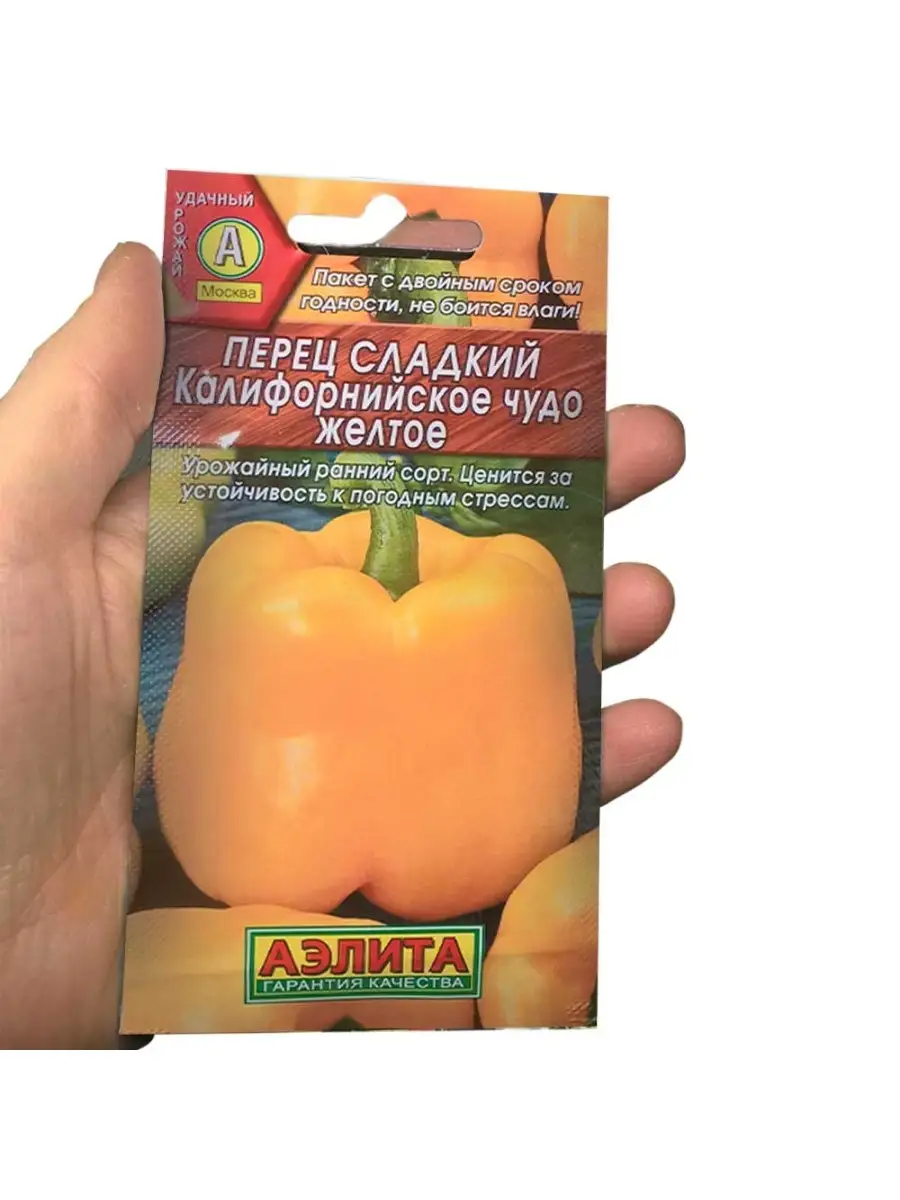 УДАЧНЫЙ
УРОЖАЙ
А
Москва
Пакет с двойным сроком
годности, не боится влаги!
ПЕРЕЦ СЛАДКИЙ
Калифорнийское чудо
желтое
Урожайный ранний сорт. Ценится за
устойчивость к погодным стрессам.
АЭЛИТА
ГАРАНТИЯ КАЧЕСТВА